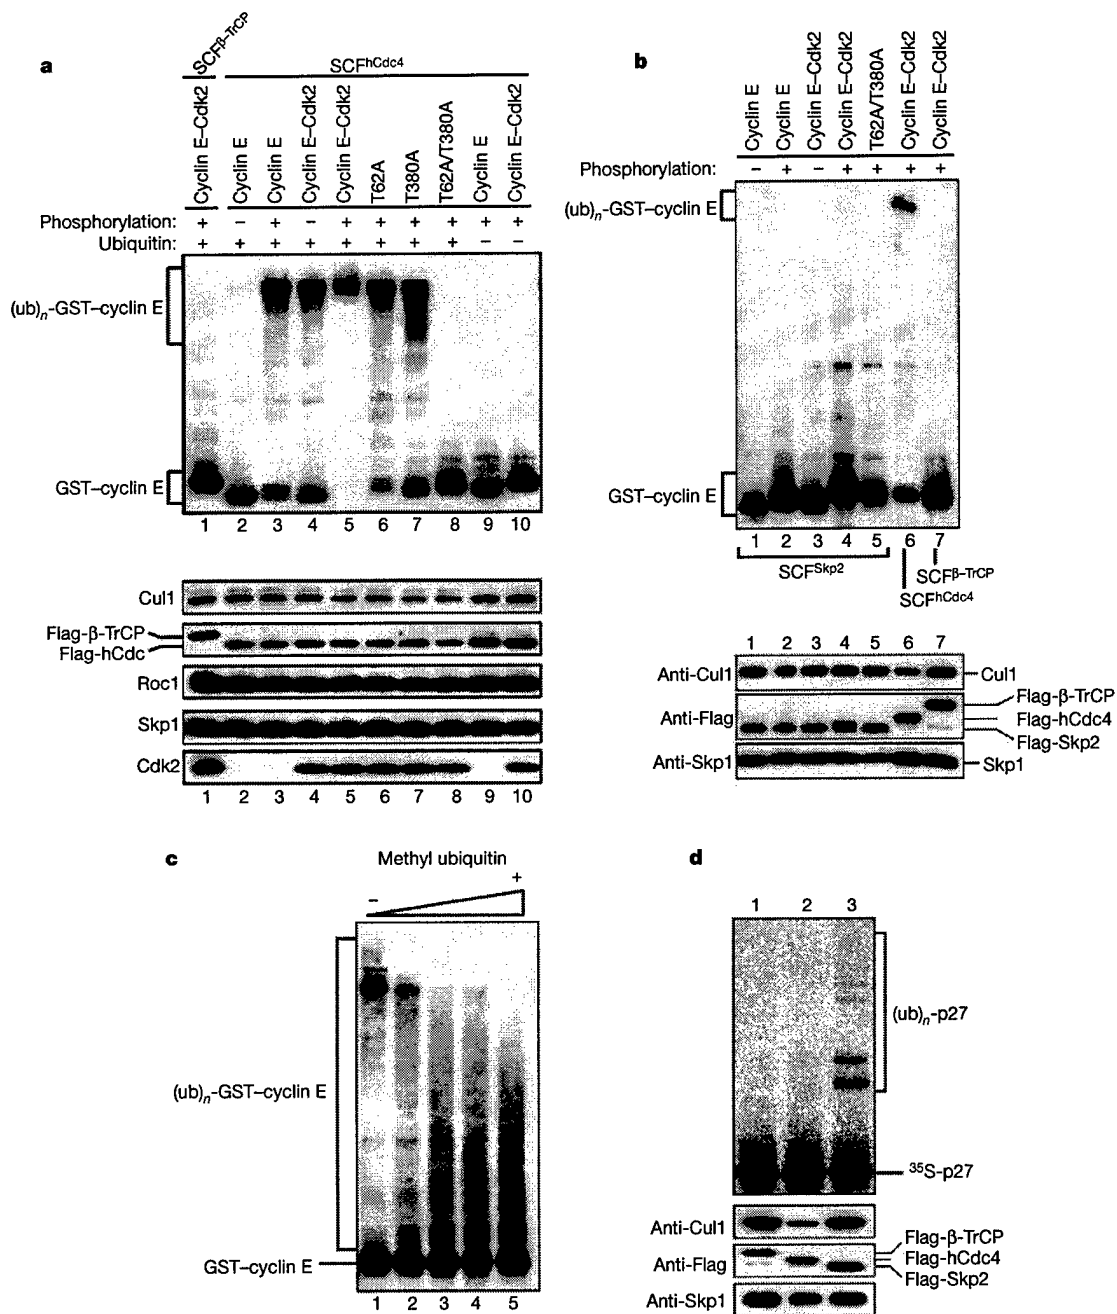 a
SCFβ–TrCP
SCFhCdc4
Cyclin E–Cdk2
Cyclin E
Cyclin E
Cyclin E–Cdk2
Cyclin E–Cdk2
T62A
T380A
T62A/T380A
Cyclin E
Cyclin E–Cdk2
Phosphorylation: + – + – + + + + + +
Ubiquitin: + + + + + + + + – –
(ub)n-GST–cyclin E
GST–cyclin E
1 2 3 4 5 6 7 8 9 10
Cul1
Flag-β-TrCP
Flag-hCdc
Roc1
Skp1
Cdk2
1 2 3 4 5 6 7 8 9 10
b
Cyclin E
Cyclin E
Cyclin E–Cdk2
Cyclin E–Cdk2
T62A/T380A
Cyclin E–Cdk2
Cyclin E–Cdk2
Phosphorylation: – + – + + + +
(ub)n-GST–cyclin E
GST–cyclin E
1 2 3 4 5 6 7
SCFSkp2
SCFβ–TrCP
SCFhCdc4
1 2 3 4 5 6 7
Anti-Cul1
Cul1
Anti-Flag
Flag-β-TrCP
Flag-hCdc4
Flag-Skp2
Anti-Skp1
Skp1
c
Methyl ubiquitin
– +
(ub)n-GST–cyclin E
GST–cyclin E
1 2 3 4 5
d
1 2 3
(ub)n-p27
35S-p27
Anti-Cul1
Anti-Flag
Flag-β-TrCP
Flag-hCdc4
Flag-Skp2
Anti-Skp1